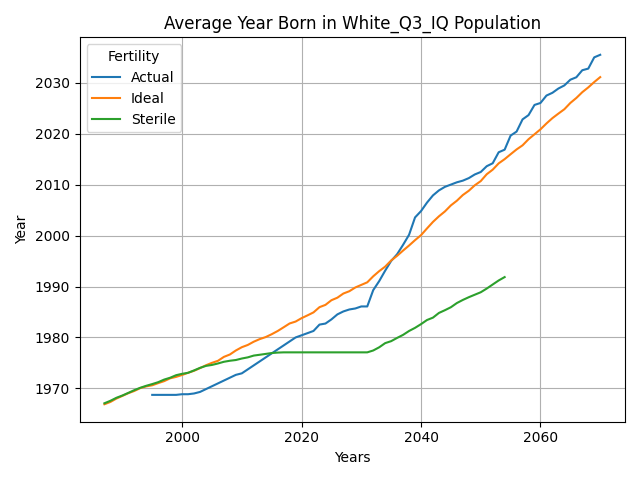 Average Year Born in White_Q3_IQ Population
Fertility
Actual
Ideal
Sterile
Year
2030
2020
2010
2000
1990
1980
1970
2000
2020
2040
2060
Years